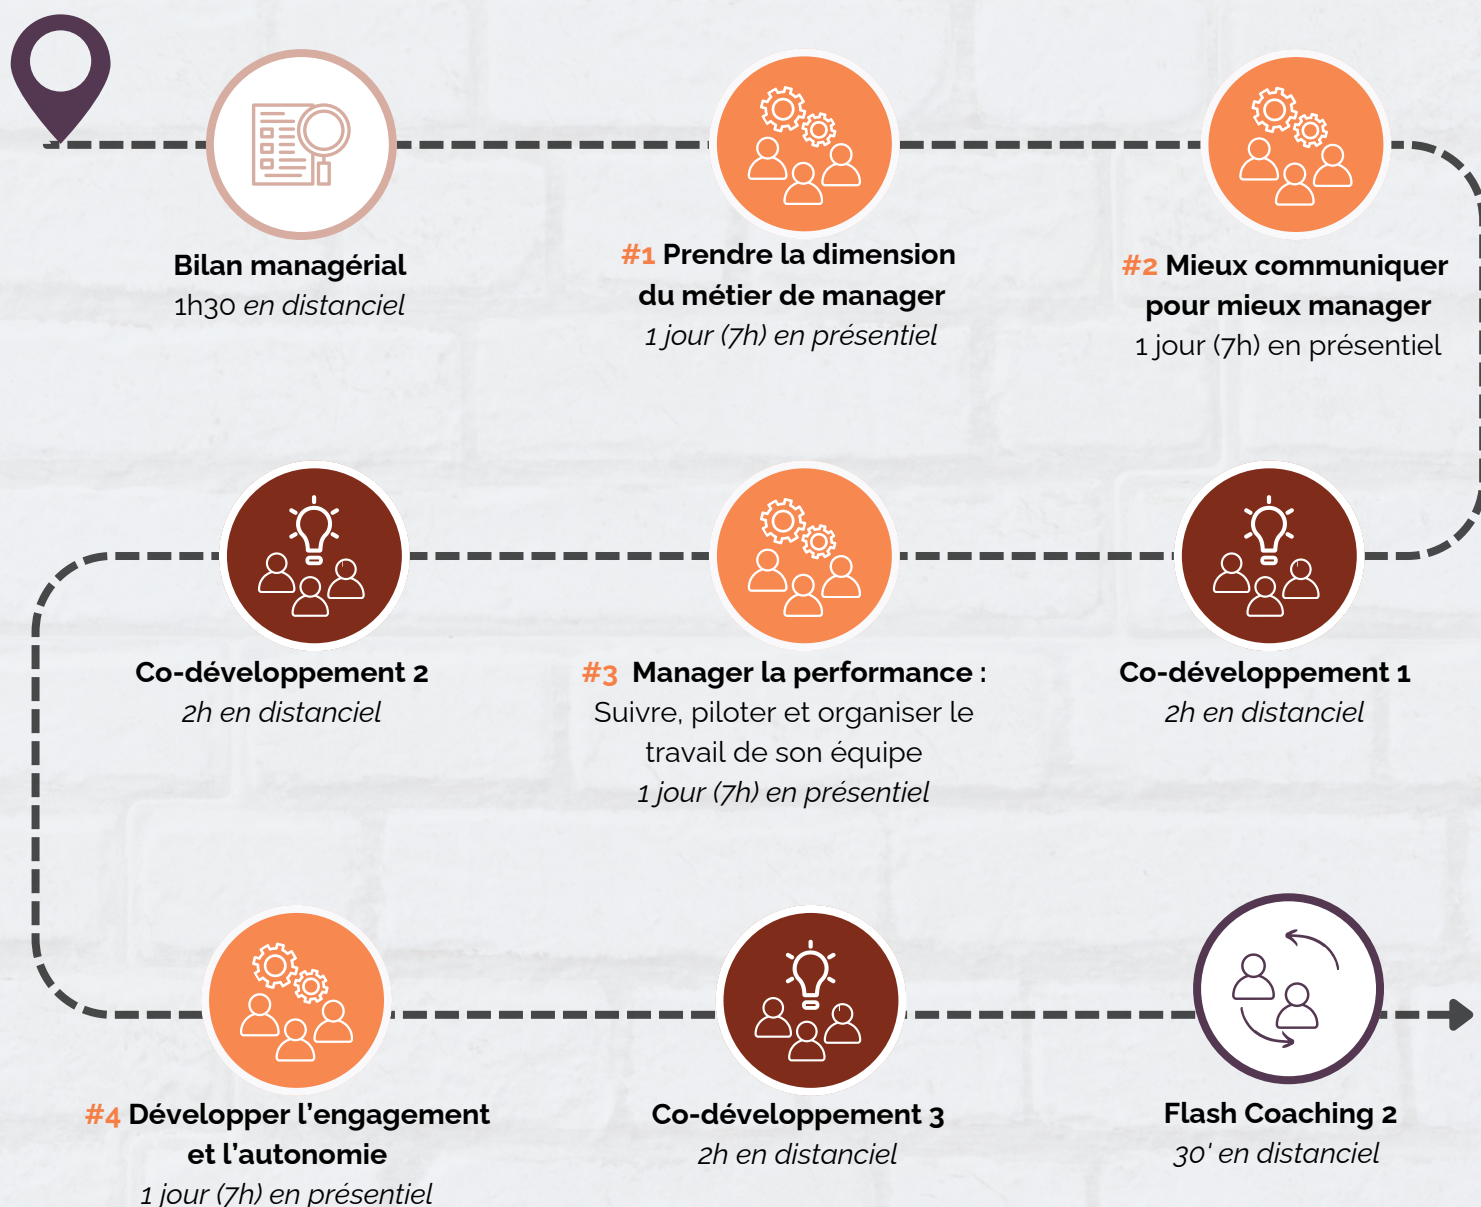 Bilan managérial
1h30 en distanciel
#1 Prendre la dimension
du métier de manager
1 jour (7h) en présentiel
#2 Mieux communiquer
pour mieux manager
1 jour (7h) en présentiel
Co-développement 2
2h en distanciel
#3 Manager la performance :
Suivre, piloter et organiser le
travail de son équipe
1 jour (7h) en présentiel
Co-développement 1
2h en distanciel
#4 Développer l'engagement
et l'autonomie
1 jour (7h) en présentiel
Co-développement 3
2h en distanciel
Flash Coaching 2
30' en distanciel